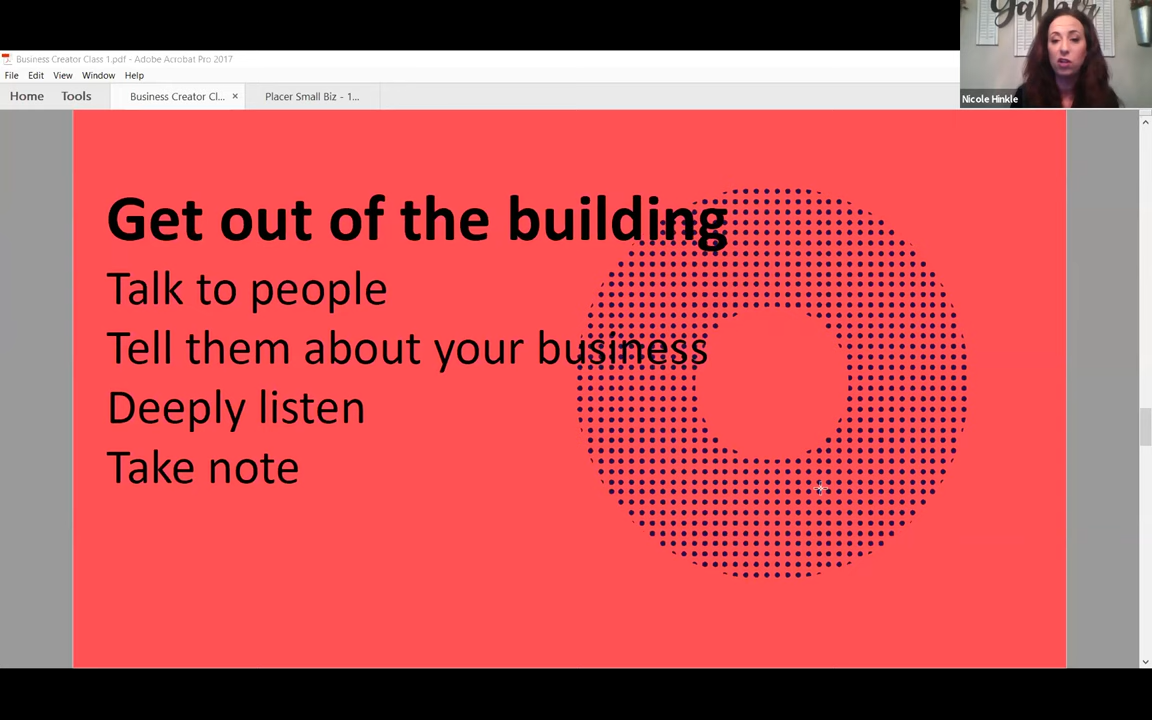 Business Creator Class 1.pdf - Adobe Acrobat Pro 2017
File Edit View Window Help
Home Tools Business Creator Cl... × Placer Small Biz - 1...
Gather
Nicole Hinkle
Get out of the building
Talk to people
Tell them about your business
Deeply listen
Take note